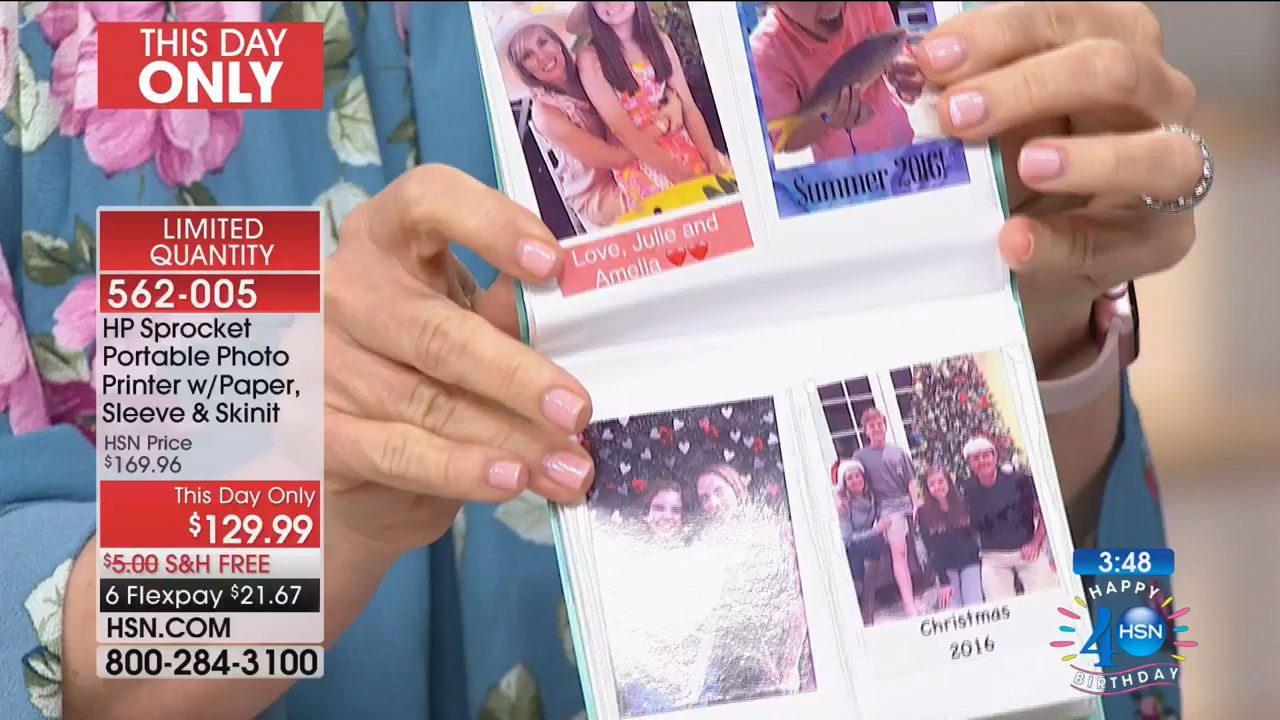 THIS DAY
ONLY
LIMITED
QUANTITY
562-005
HP Sprocket
Portable Photo
Printer w/Paper,
Sleeve & Skinit
HSN Price
$169.96
This Day Only
$129.99
$5.00 S&H FREE
6 Flexpay $21.67
HSN.COM
800-284-3100
Love, Julie and
Amelia
Summer 2016!
Christmas
2016
3:48
HAPPY
40
HSN
BIRTHDAY